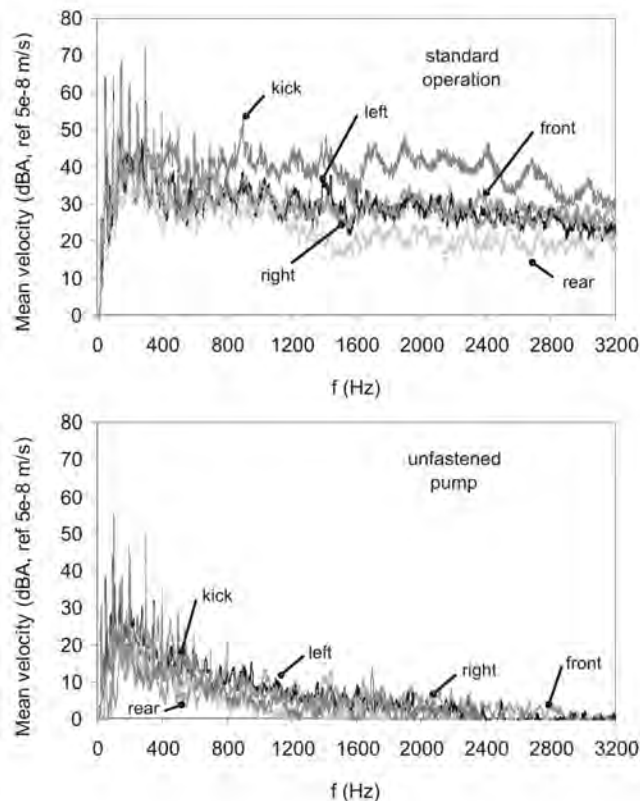 80
70
60
50
40
30
20
10
0
Mean velocity (dBA, ref 5e-8 m/s)
standard
operation
kick
left
front
right
rear
0 400 800 1200 1600 2000 2400 2800 3200
f (Hz)
80
70
60
50
40
30
20
10
0
Mean velocity (dBA, ref 5e-8 m/s)
unfastened
pump
kick
left
right
front
rear
0 400 800 1200 1600 2000 2400 2800 3200
f (Hz)